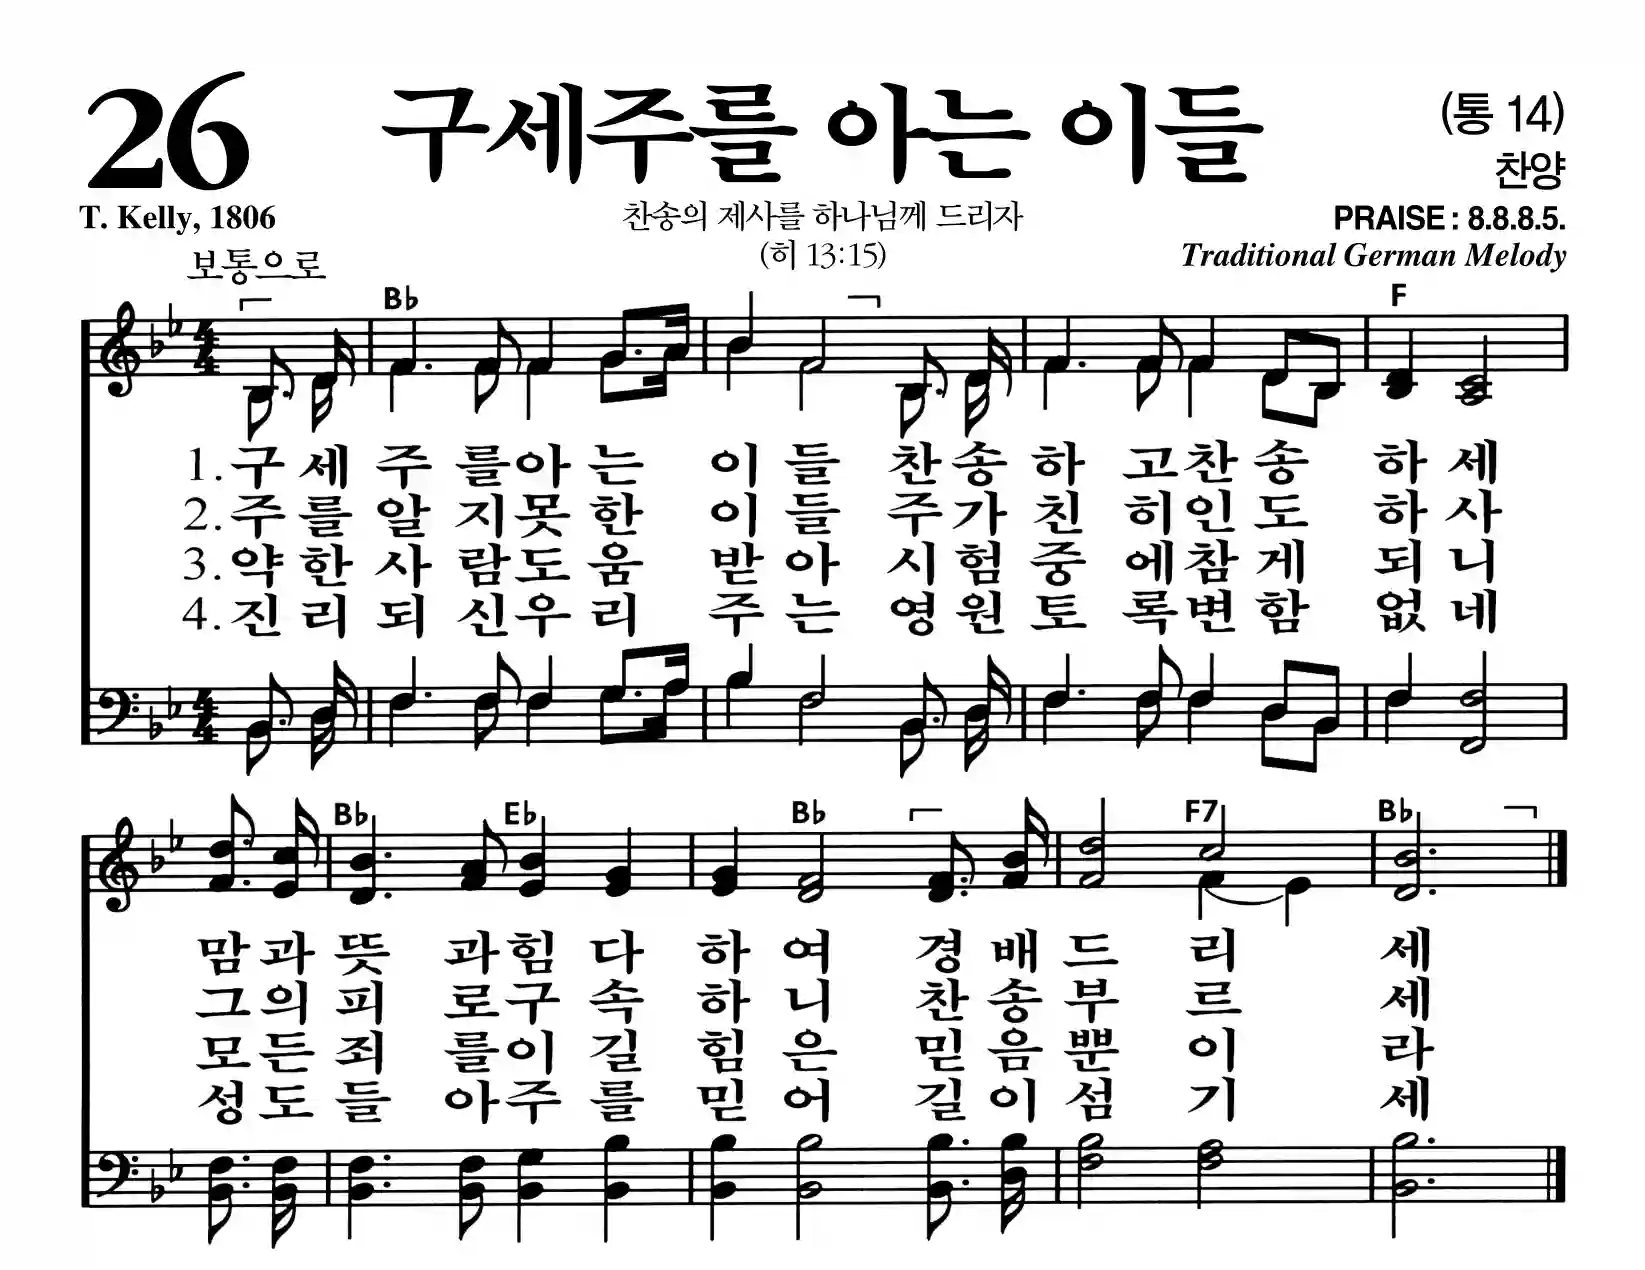 26 구세주를 아는 이들 (통 14)
찬양
T. Kelly, 1806 찬송의 제사를 하나님께 드리자 PRAISE : 8.8.8.5.
(히 13:15) Traditional German Melody
보통으로
B♭ F
1. 구 세 주 를 아 는 이 들 찬 송 하 고 찬 송 하 세
2. 주 를 알 지 못 한 이 들 주 가 친 히 인 도 하 사
3. 약 한 사 람 도 움 받 아 시 험 중 에 참 게 되 니
4. 진 리 되 신 우 리 주 는 영 원 토 록 변 함 없 네
B♭ E♭ B♭ F7 B♭
맘 과 뜻 과 힘 다 하 여 경 배 드 리 세
그 의 피 로 구 속 하 니 찬 송 부 르 세
모 든 죄 를 이 길 힘 은 믿 음 뿐 이 라
성 도 들 아 주 를 믿 어 길 이 섬 기 세